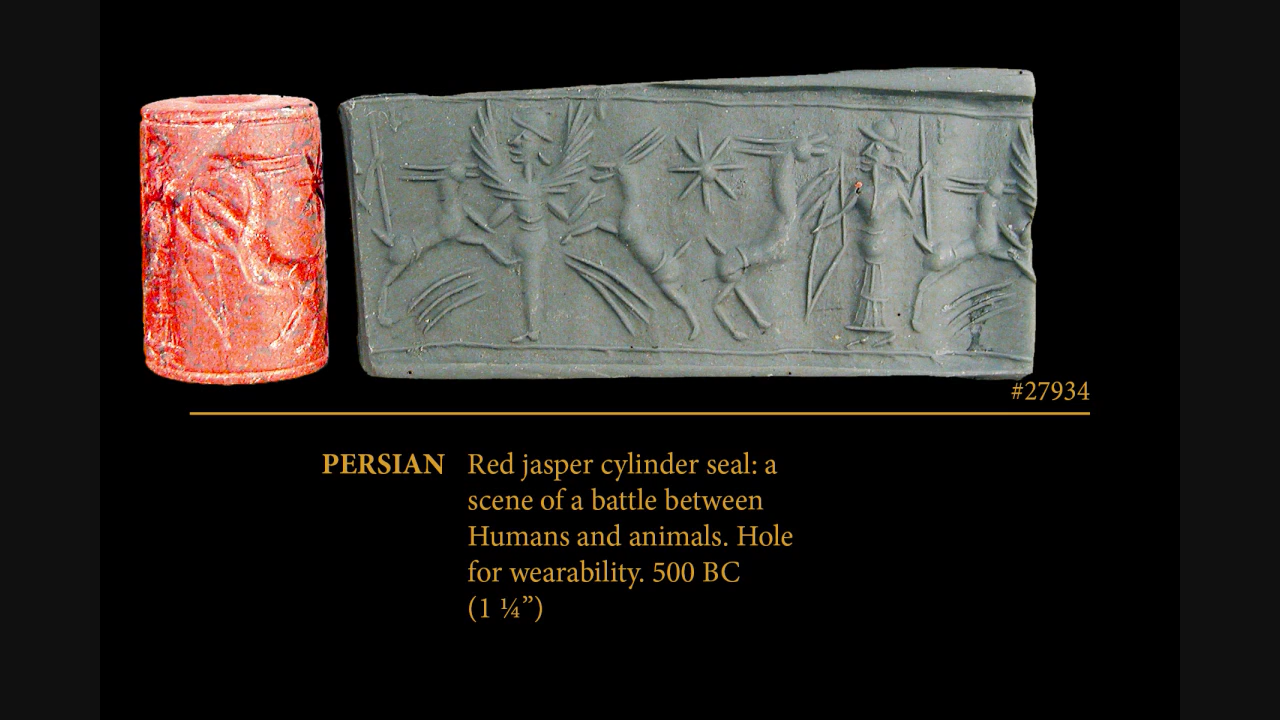 #27934
PERSIAN Red jasper cylinder seal: a
scene of a battle between
Humans and animals. Hole
for wearability. 500 BC
(1 ¼”)